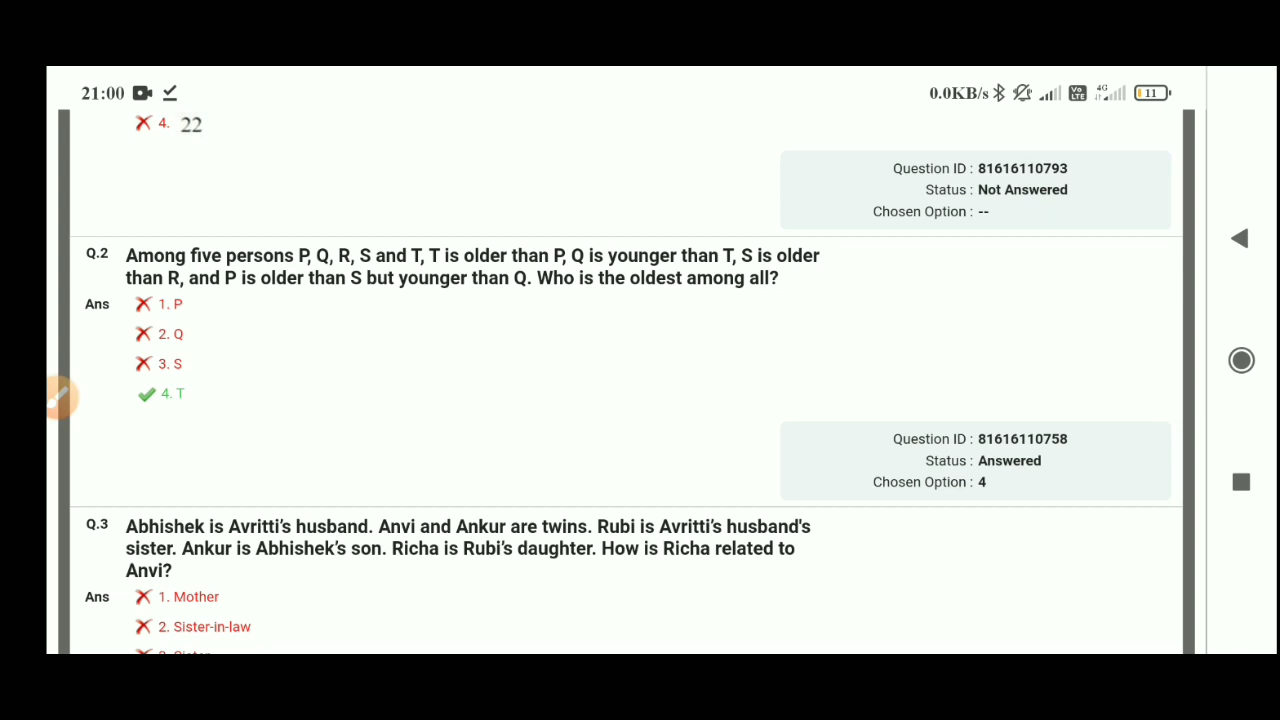 21:00 0.0KB/s Vo LTE 4G 11
4. 22
Question ID : 81616110793
Status : Not Answered
Chosen Option : --
Q.2 Among five persons P, Q, R, S and T, T is older than P, Q is younger than T, S is older
than R, and P is older than S but younger than Q. Who is the oldest among all?
Ans 1. P
2. Q
3. S
4. T
Question ID : 81616110758
Status : Answered
Chosen Option : 4
Q.3 Abhishek is Avritti’s husband. Anvi and Ankur are twins. Rubi is Avritti’s husband's
sister. Ankur is Abhishek’s son. Richa is Rubi’s daughter. How is Richa related to
Anvi?
Ans 1. Mother
2. Sister-in-law